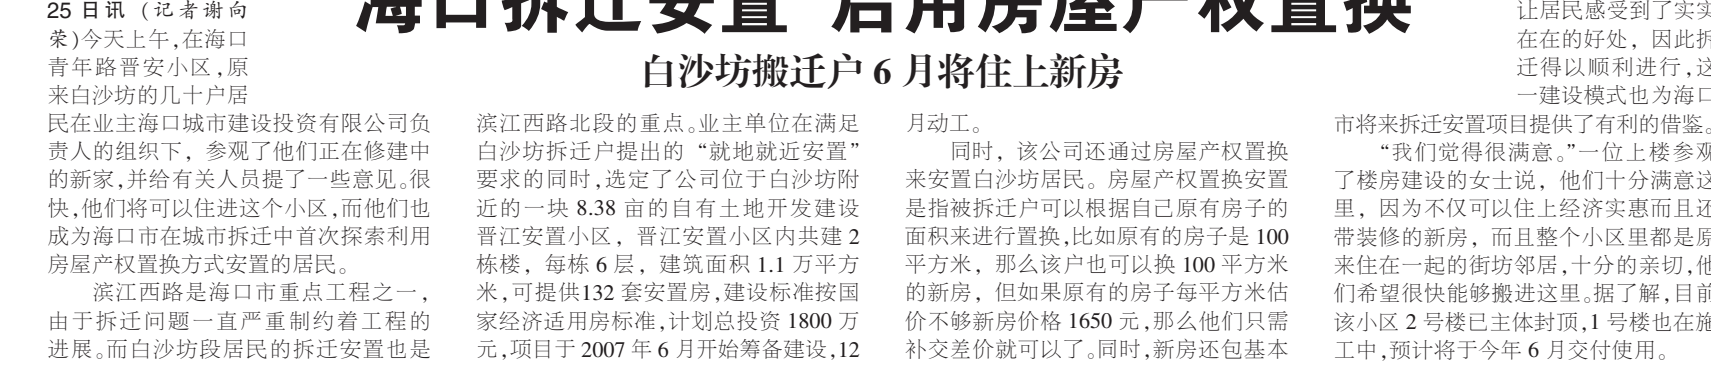 海口拆迁安置 启用房屋产权置换
白沙坊搬迁户 6 月将住上新房
25 日讯 (记者谢向
荣)今天上午,在海口
青年路晋安小区,原
来白沙坊的几十户居
民在业主海口城市建设投资有限公司负
责人的组织下，参观了他们正在修建中
的新家,并给有关人员提了一些意见。很
快,他们将可以住进这个小区,而他们也
成为海口市在城市拆迁中首次探索利用
房屋产权置换方式安置的居民。
滨江西路是海口市重点工程之一，
由于拆迁问题一直严重制约着工程的
进展。而白沙坊段居民的拆迁安置也是
滨江西路北段的重点。业主单位在满足
白沙坊拆迁户提出的“就地就近安置”
要求的同时,选定了公司位于白沙坊附
近的一块 8.38 亩的自有土地开发建设
晋江安置小区，晋江安置小区内共建 2
栋楼，每栋 6 层，建筑面积 1.1 万平方
米,可提供132 套安置房,建设标准按国
家经济适用房标准,计划总投资 1800 万
元,项目于 2007 年 6 月开始筹备建设,12
月动工。
同时，该公司还通过房屋产权置换
来安置白沙坊居民。房屋产权置换安置
是指被拆迁户可以根据自己原有房子的
面积来进行置换,比如原有的房子是 100
平方米，那么该户也可以换 100 平方米
的新房，但如果原有的房子每平方米估
价不够新房价格 1650 元,那么他们只需
补交差价就可以了。同时,新房还包基本
让居民感受到了实实
在在的好处，因此拆
迁得以顺利进行,这
一建设模式也为海口
市将来拆迁安置项目提供了有利的借鉴。
“我们觉得很满意。”一位上楼参观
了楼房建设的女士说，他们十分满意这
里，因为不仅可以住上经济实惠而且还
带装修的新房，而且整个小区里都是原
来住在一起的街坊邻居,十分的亲切,他
们希望很快能够搬进这里。据了解,目前
该小区 2 号楼已主体封顶,1 号楼也在施
工中,预计将于今年 6 月交付使用。